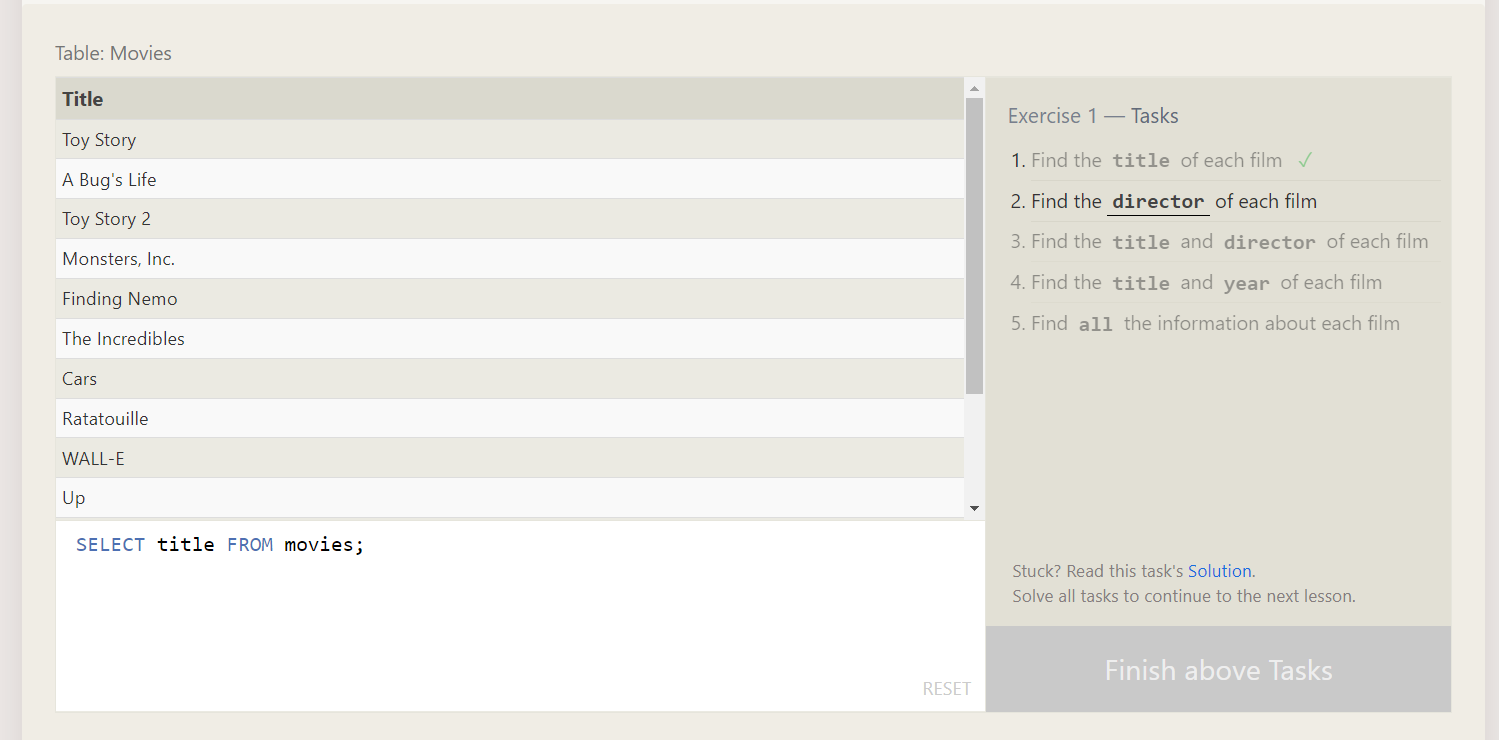 Table: Movies
Title
Toy Story
A Bug's Life
Toy Story 2
Monsters, Inc.
Finding Nemo
The Incredibles
Cars
Ratatouille
WALL-E
Up
SELECT title FROM movies;
RESET
Exercise 1 — Tasks
1. Find the title of each film ✓
2. Find the director of each film
3. Find the title and director of each film
4. Find the title and year of each film
5. Find all the information about each film
Stuck? Read this task's Solution.
Solve all tasks to continue to the next lesson.
Finish above Tasks